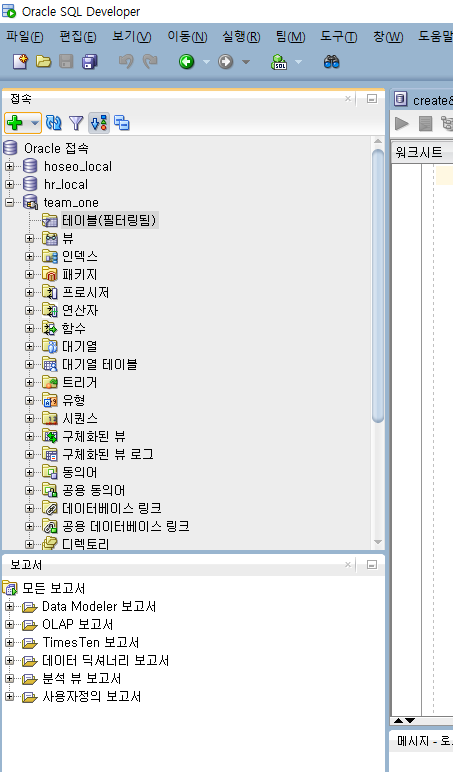 Oracle SQL Developer
파일(F) 편집(E) 보기(V) 이동(N) 실행(R) 팀(M) 도구(T) 창(W) 도움말
접속
create&
Oracle 접속
워크시트
hoseo_local
hr_local
team_one
테이블(필터링됨)
뷰
인덱스
패키지
프로시저
연산자
함수
대기열
대기열 테이블
트리거
유형
시퀀스
구체화된 뷰
구체화된 뷰 로그
동의어
공용 동의어
데이터베이스 링크
공용 데이터베이스 링크
디렉토리
보고서
모든 보고서
Data Modeler 보고서
OLAP 보고서
TimesTen 보고서
데이터 딕셔너리 보고서
분석 뷰 보고서
사용자정의 보고서
메시지 - 로